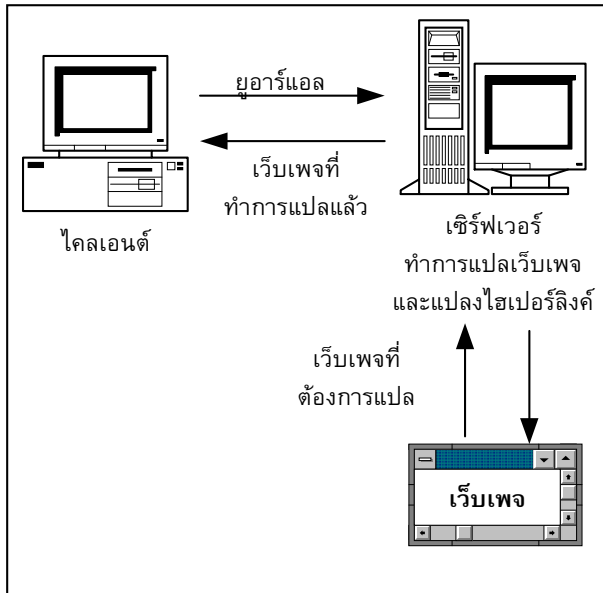 ยูอาร์แอล
เว็บเพจที่
ทำการแปลแล้ว
ไคลเอนต์
เซิร์ฟเวอร์
ทำการแปลเว็บเพจ
และแปลงไฮเปอร์ลิงค์
เว็บเพจที่
ต้องการแปล
เว็บเพจ